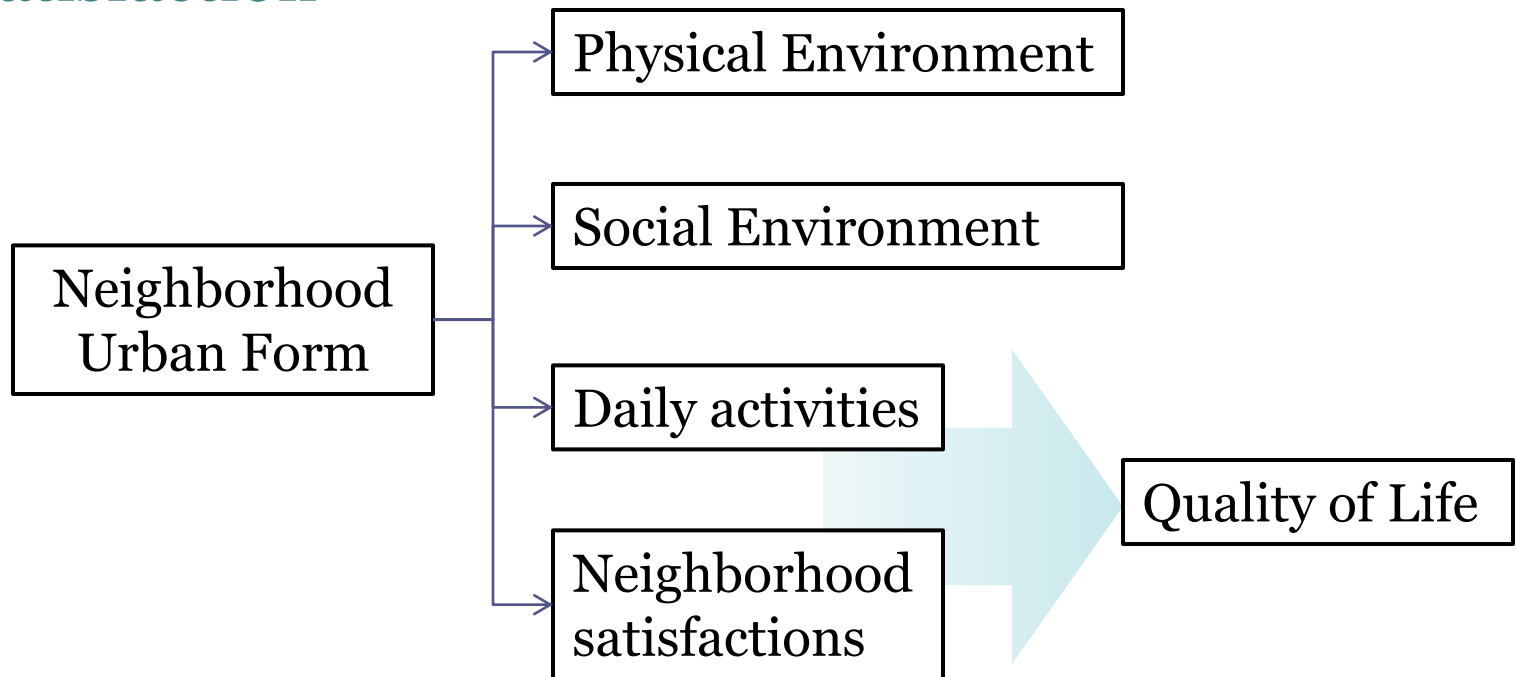 Physical Environment
Social Environment
Neighborhood
Urban Form
Daily activities
Quality of Life
Neighborhood
satisfactions